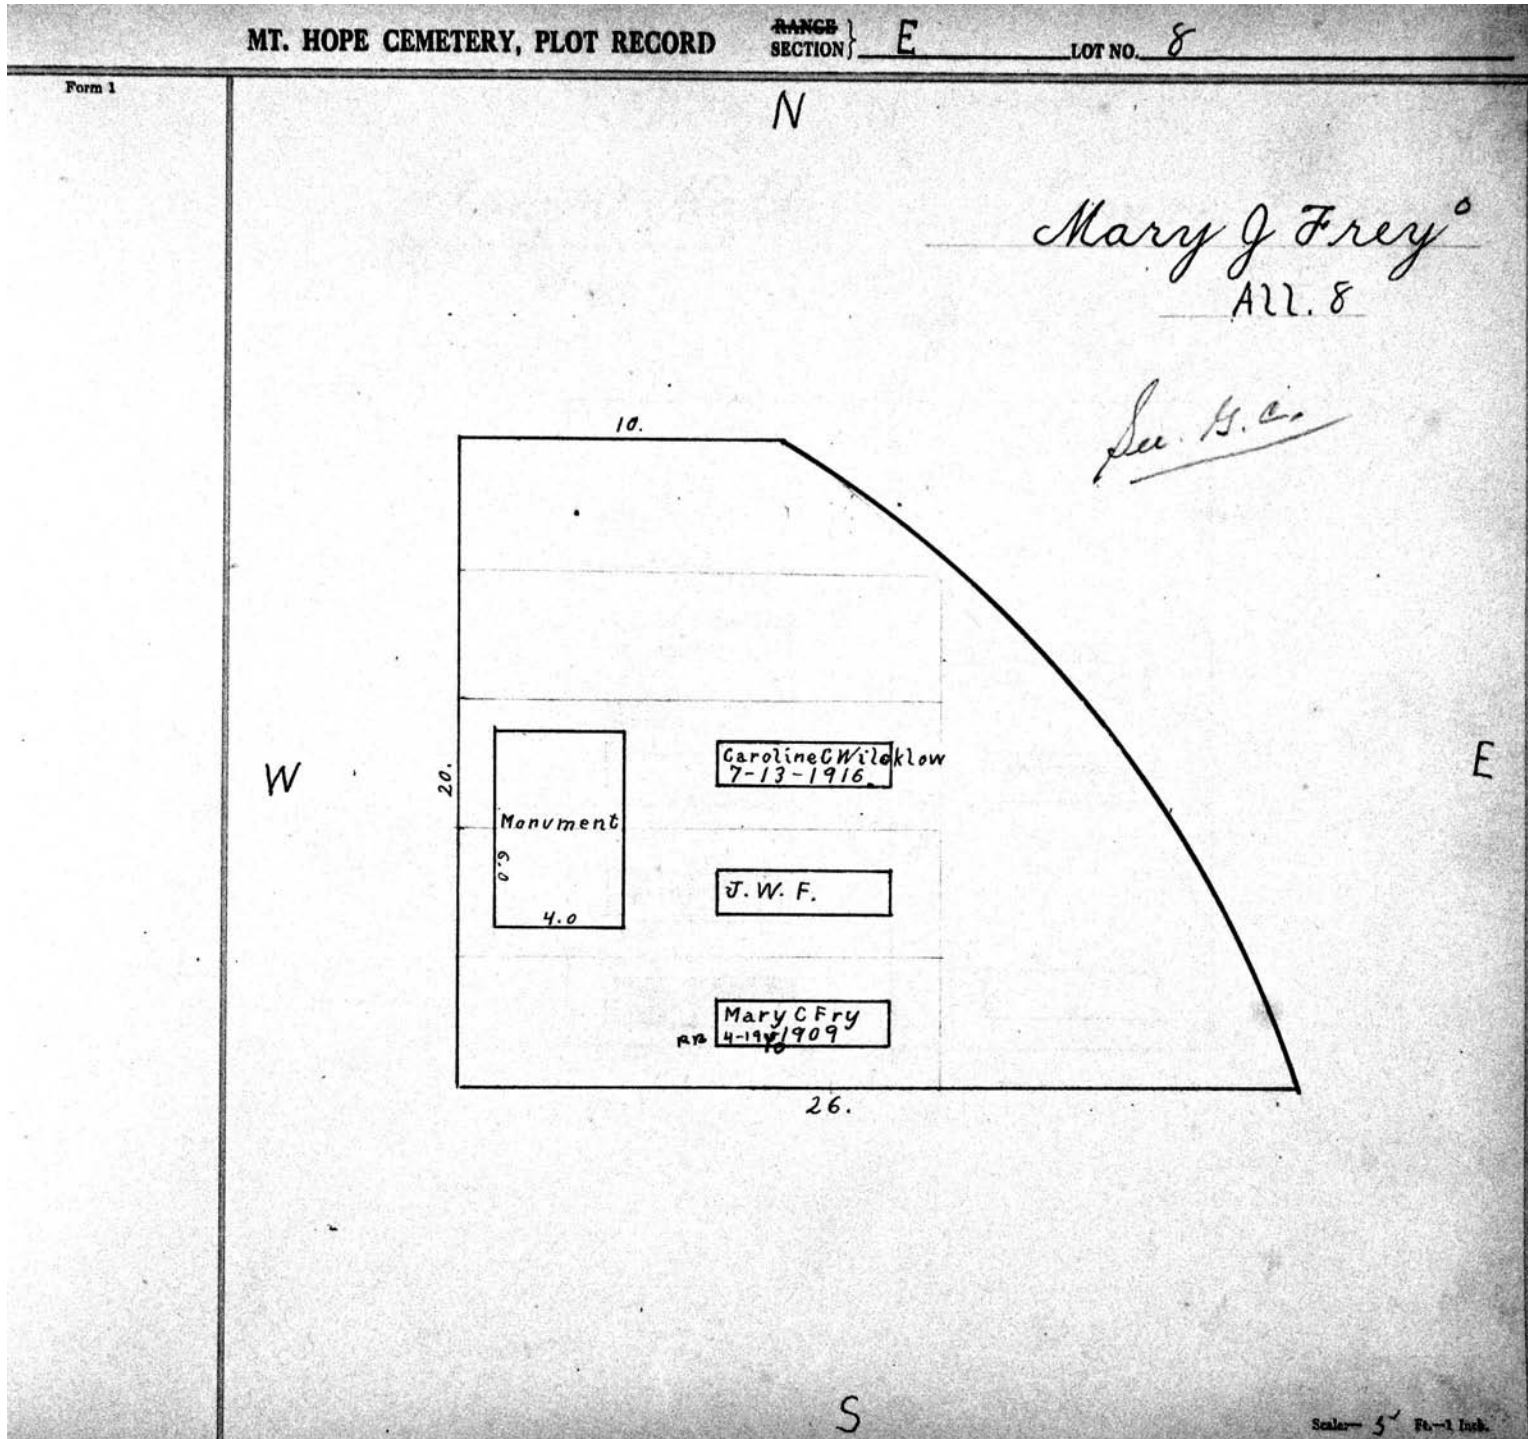 MT. HOPE CEMETERY, PLOT RECORD
RANGE
SECTION} E LOT NO. 8
Form 1
N
Mary J Frey
All. 8
G.C.
10.
W
20.
E
Monument
6.0
4.0
Caroline C Wilcklow
7-13-1916
J. W. F.
Mary C Fry
RB 4-19 1909
10
26.
S
Scale— 5 Ft.—1 Inch.